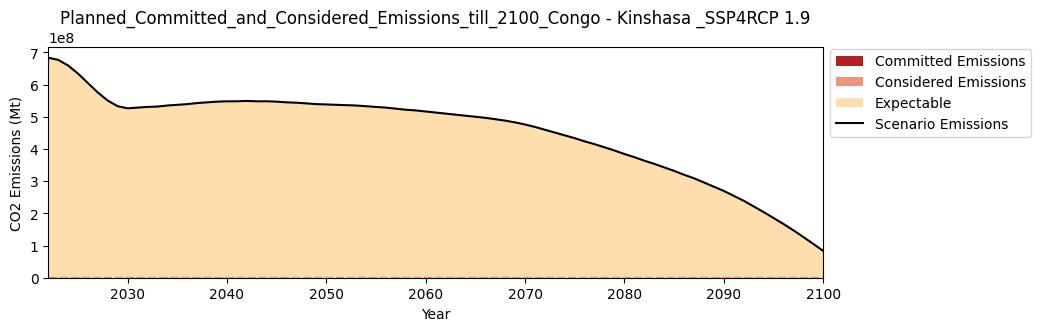 Planned_Committed_and_Considered_Emissions_till_2100_Congo - Kinshasa _SSP4RCP 1.9
1e8
7
6
5
4
3
2
1
0
CO2 Emissions (Mt)
2030 2040 2050 2060 2070 2080 2090 2100
Year
Committed Emissions
Considered Emissions
Expectable
Scenario Emissions